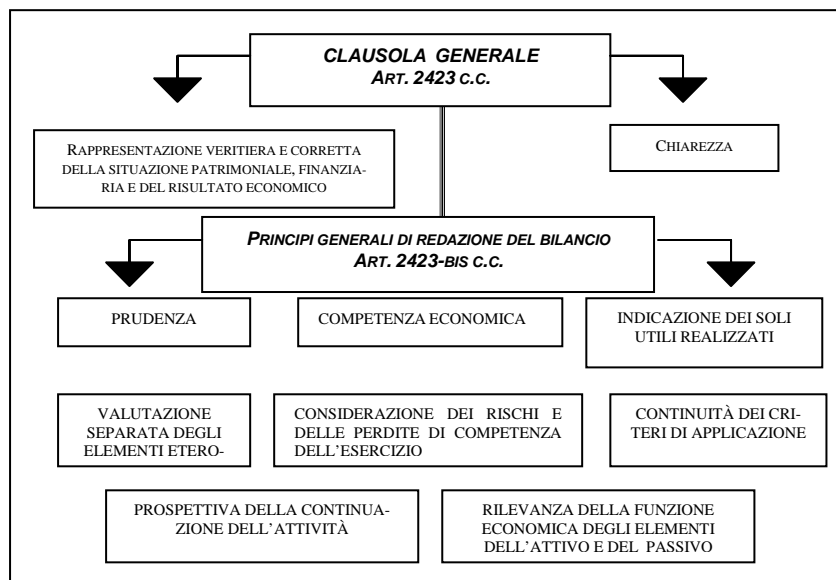 CLAUSOLA GENERALE
ART. 2423 C.C.
RAPPRESENTAZIONE VERITIERA E CORRETTA
DELLA SITUAZIONE PATRIMONIALE, FINANZIA-
RIA E DEL RISULTATO ECONOMICO
CHIAREZZA
PRINCIPI GENERALI DI REDAZIONE DEL BILANCIO
ART. 2423-BIS C.C.
PRUDENZA
COMPETENZA ECONOMICA
INDICAZIONE DEI SOLI
UTILI REALIZZATI
VALUTAZIONE
SEPARATA DEGLI
ELEMENTI ETERO-
CONSIDERAZIONE DEI RISCHI E
DELLE PERDITE DI COMPETENZA
DELL'ESERCIZIO
CONTINUITÀ DEI CRI-
TERI DI APPLICAZIONE
PROSPETTIVA DELLA CONTINUA-
ZIONE DELL'ATTIVITÀ
RILEVANZA DELLA FUNZIONE
ECONOMICA DEGLI ELEMENTI
DELL'ATTIVO E DEL PASSIVO